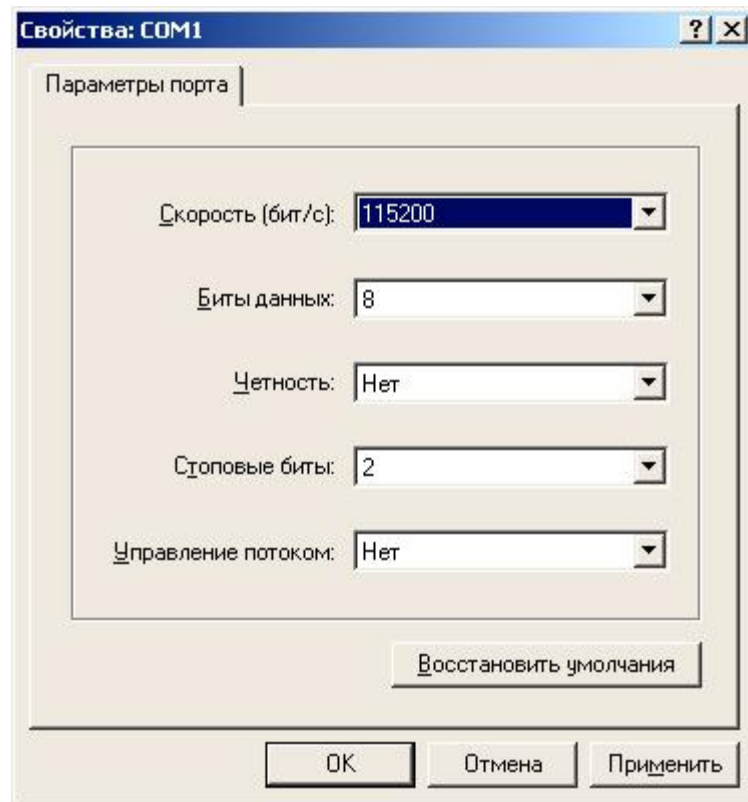 Свойства: COM1
Параметры порта
Скорость (бит/с): 115200
Биты данных: 8
Четность: Нет
Стоповые биты: 2
Управление потоком: Нет
Восстановить умолчания
OK Отмена Применить